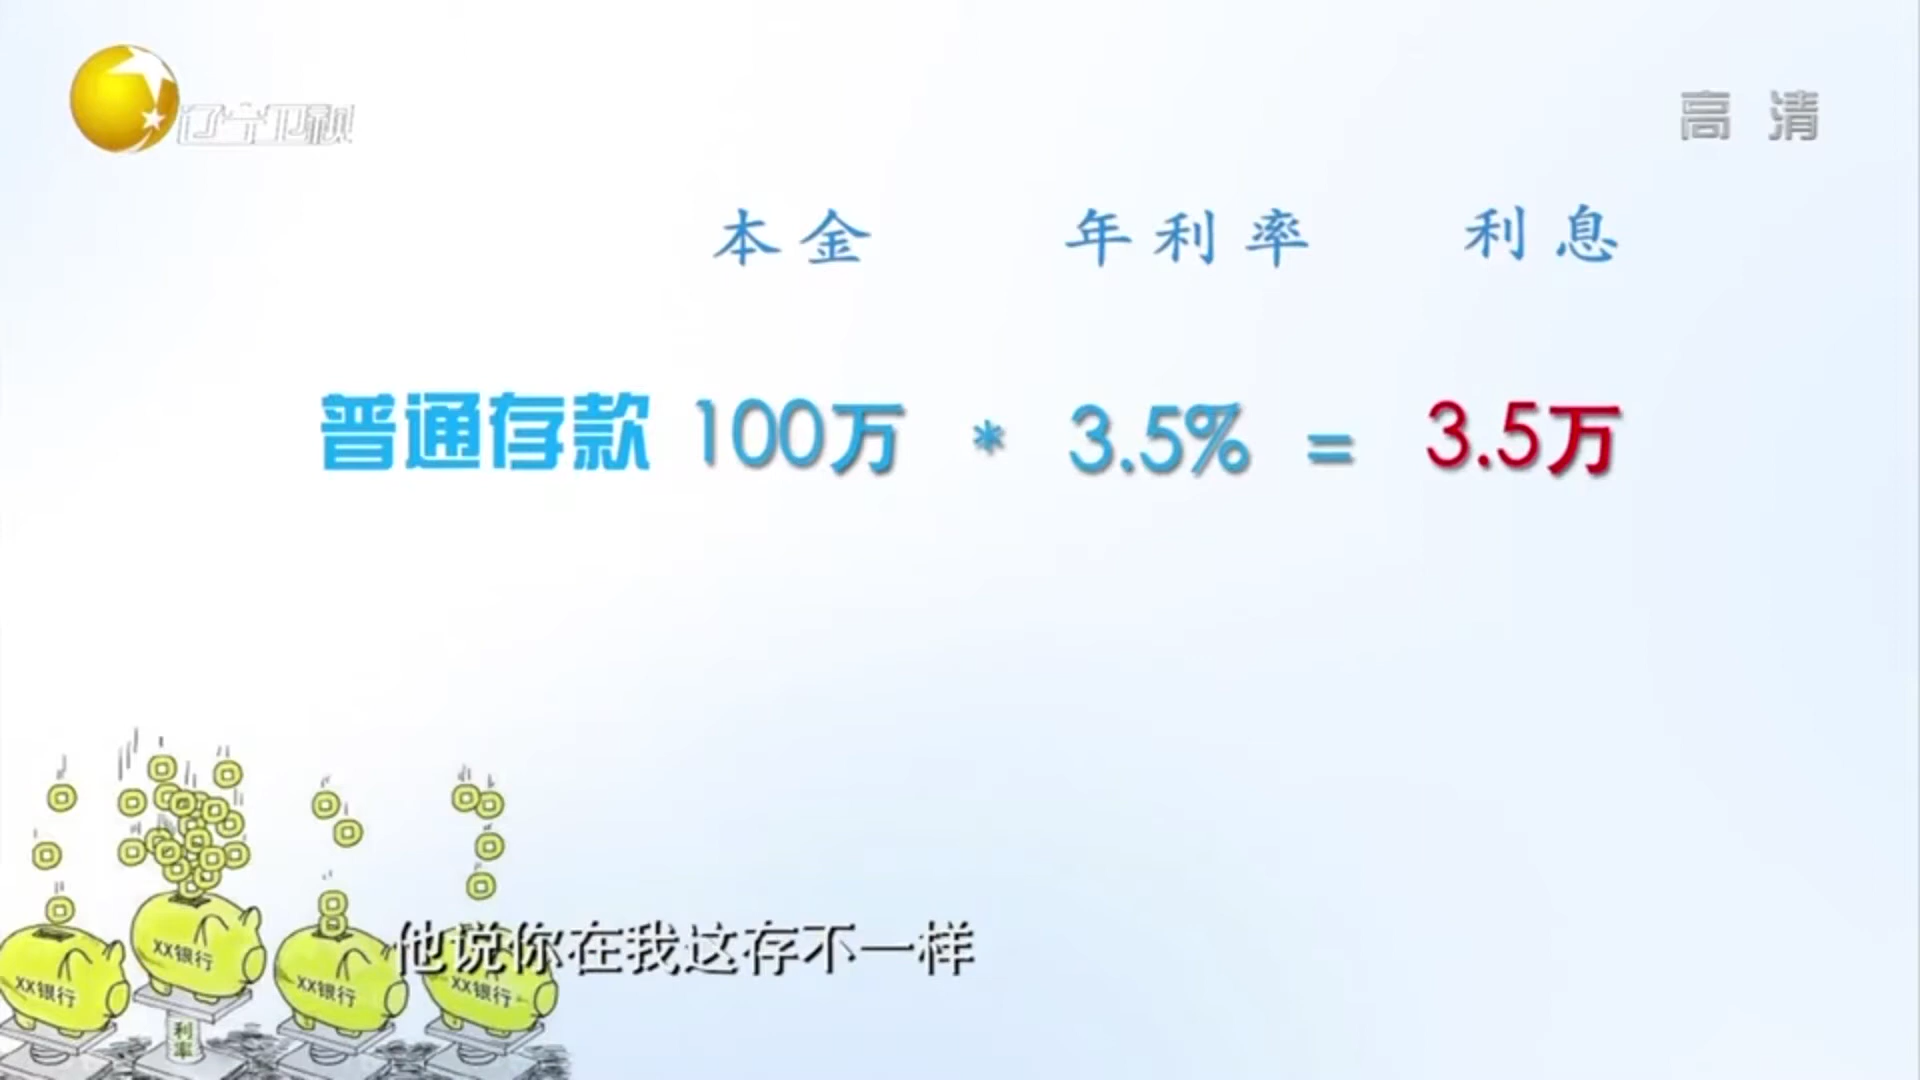 辽宁卫视
高清
本金 年利率 利息
普通存款 100万 * 3.5% = 3.5万
XX银行
XX银行
XX银行
XX银行
利率
他说你在我这存不一样